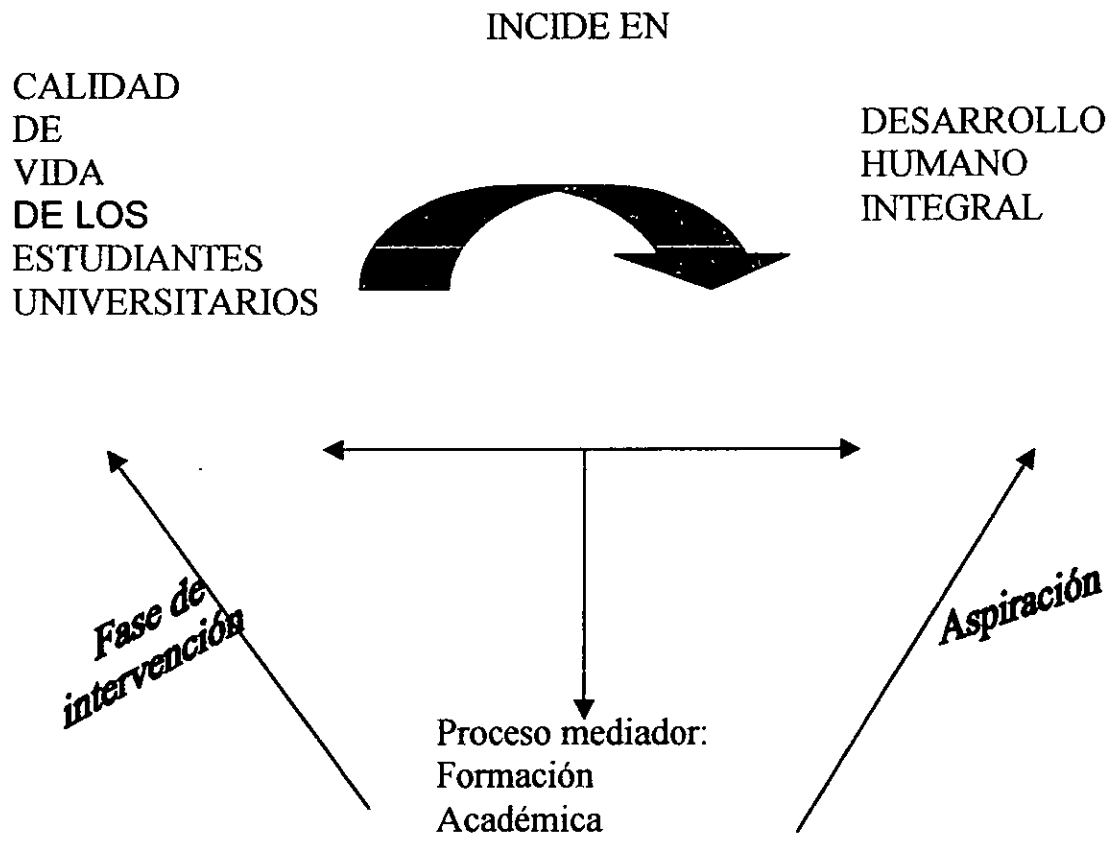 INCIDE EN
CALIDAD
DE
VIDA
DE LOS
ESTUDIANTES
UNIVERSITARIOS
DESARROLLO
HUMANO
INTEGRAL
Fase de
intervención
Aspiración
Proceso mediador:
Formación
Académica